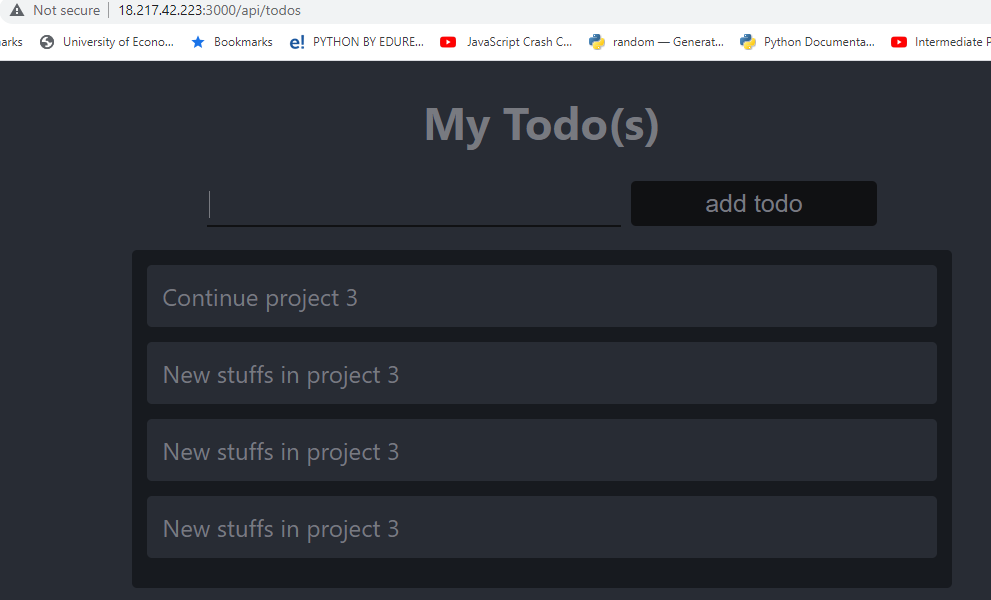 Not secure 18.217.42.223:3000/api/todos
arks University of Econo... Bookmarks e! PYTHON BY EDURE... JavaScript Crash C... random — Generat... Python Documenta... Intermediate P
My Todo(s)
add todo
Continue project 3
New stuffs in project 3
New stuffs in project 3
New stuffs in project 3